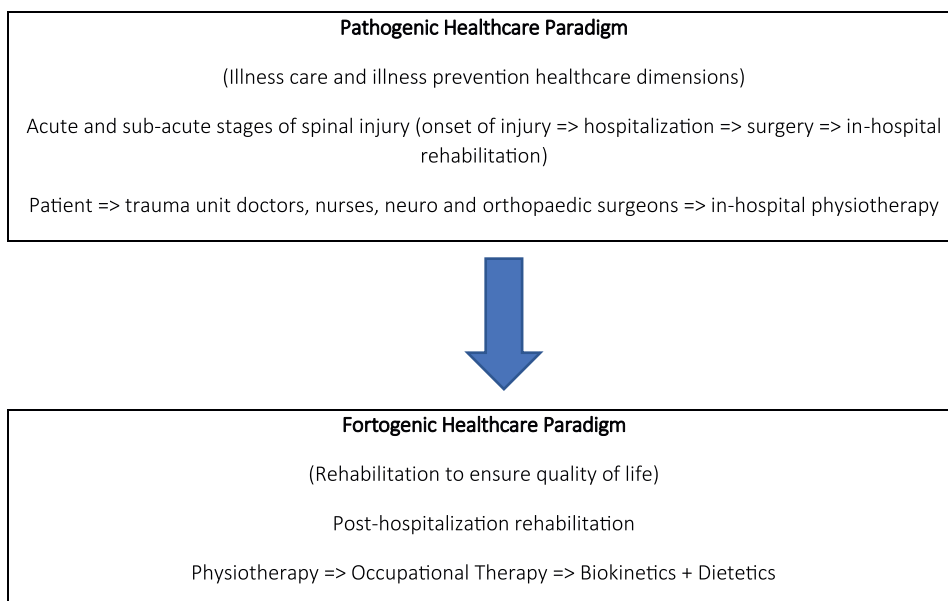 Pathogenic Healthcare Paradigm
(Illness care and illness prevention healthcare dimensions)
Acute and sub-acute stages of spinal injury (onset of injury => hospitalization => surgery => in-hospital
rehabilitation)
Patient => trauma unit doctors, nurses, neuro and orthopaedic surgeons => in-hospital physiotherapy
Fortogenic Healthcare Paradigm
(Rehabilitation to ensure quality of life)
Post-hospitalization rehabilitation
Physiotherapy => Occupational Therapy => Biokinetics + Dietetics